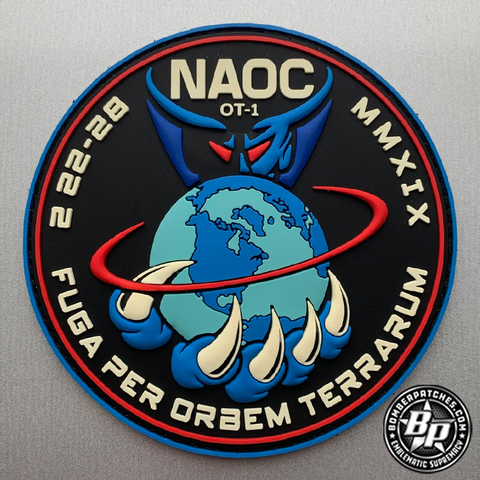 NAOC
OT-1
2 22-28
MMXIX
FUGA PER ORBEM TERRARUM
BOMBERPATCHES.COM
BP
EMBLEMATIC SUPREMACY